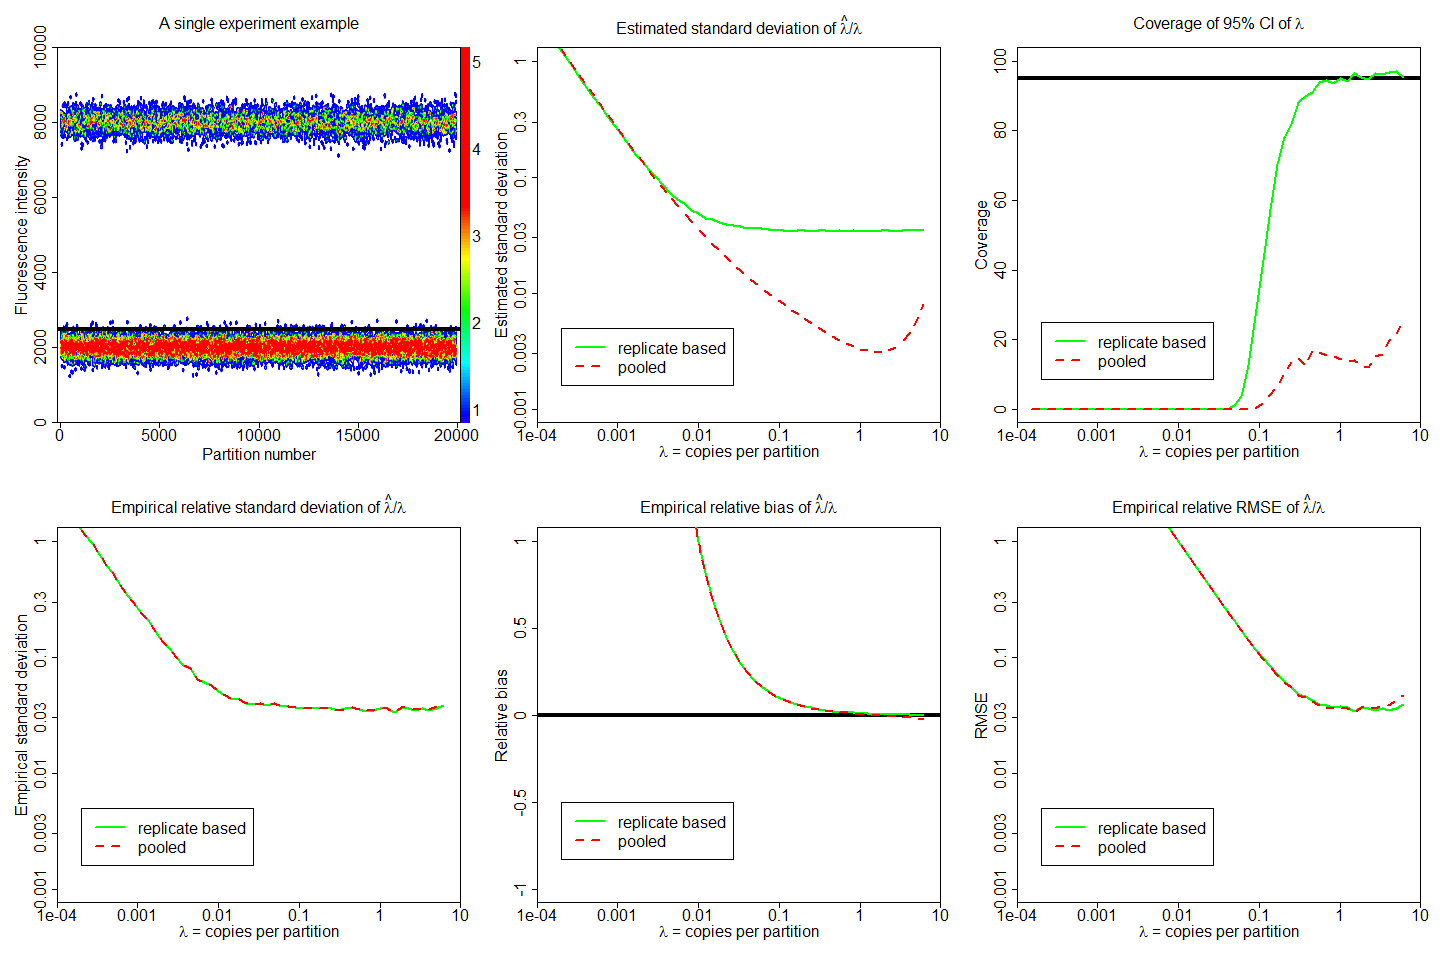 A single experiment example
Fluorescence intensity
0 2000 4000 6000 8000 10000
0 5000 10000 15000 20000
Partition number
5
4
3
2
1
Estimated standard deviation of λ̂/λ
Estimated standard deviation
0.001 0.003 0.01 0.03 0.1 0.3 1
replicate based
pooled
1e-04 0.001 0.01 0.1 1 10
λ = copies per partition
Coverage of 95% CI of λ
Coverage
0 20 40 60 80 100
replicate based
pooled
1e-04 0.001 0.01 0.1 1 10
λ = copies per partition
Empirical relative standard deviation of λ̂/λ
Empirical standard deviation
0.001 0.003 0.01 0.03 0.1 0.3 1
replicate based
pooled
1e-04 0.001 0.01 0.1 1 10
λ = copies per partition
Empirical relative bias of λ̂/λ
Relative bias
-1 -0.5 0 0.5 1
replicate based
pooled
1e-04 0.001 0.01 0.1 1 10
λ = copies per partition
Empirical relative RMSE of λ̂/λ
RMSE
0.001 0.003 0.01 0.03 0.1 0.3 1
replicate based
pooled
1e-04 0.001 0.01 0.1 1 10
λ = copies per partition